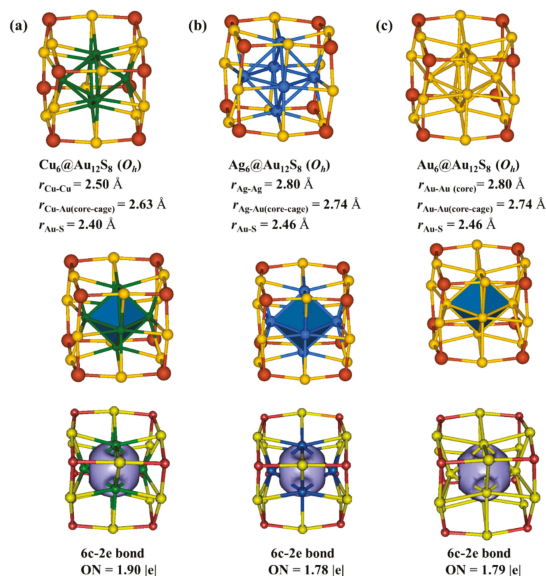 (a)
(b)
(c)
Cu6@Au12S8 (Oh)
Ag6@Au12S8 (Oh)
Au6@Au12S8 (Oh)
rCu-Cu = 2.50 Å
rAg-Ag = 2.80 Å
rAu-Au (core) = 2.80 Å
rCu-Au(core-cage) = 2.63 Å
rAg-Au(core-cage) = 2.74 Å
rAu-Au(core-cage) = 2.74 Å
rAu-S = 2.40 Å
rAu-S = 2.46 Å
rAu-S = 2.46 Å
6c-2e bond
6c-2e bond
6c-2e bond
ON = 1.90 |e|
ON = 1.78 |e|
ON = 1.79 |e|